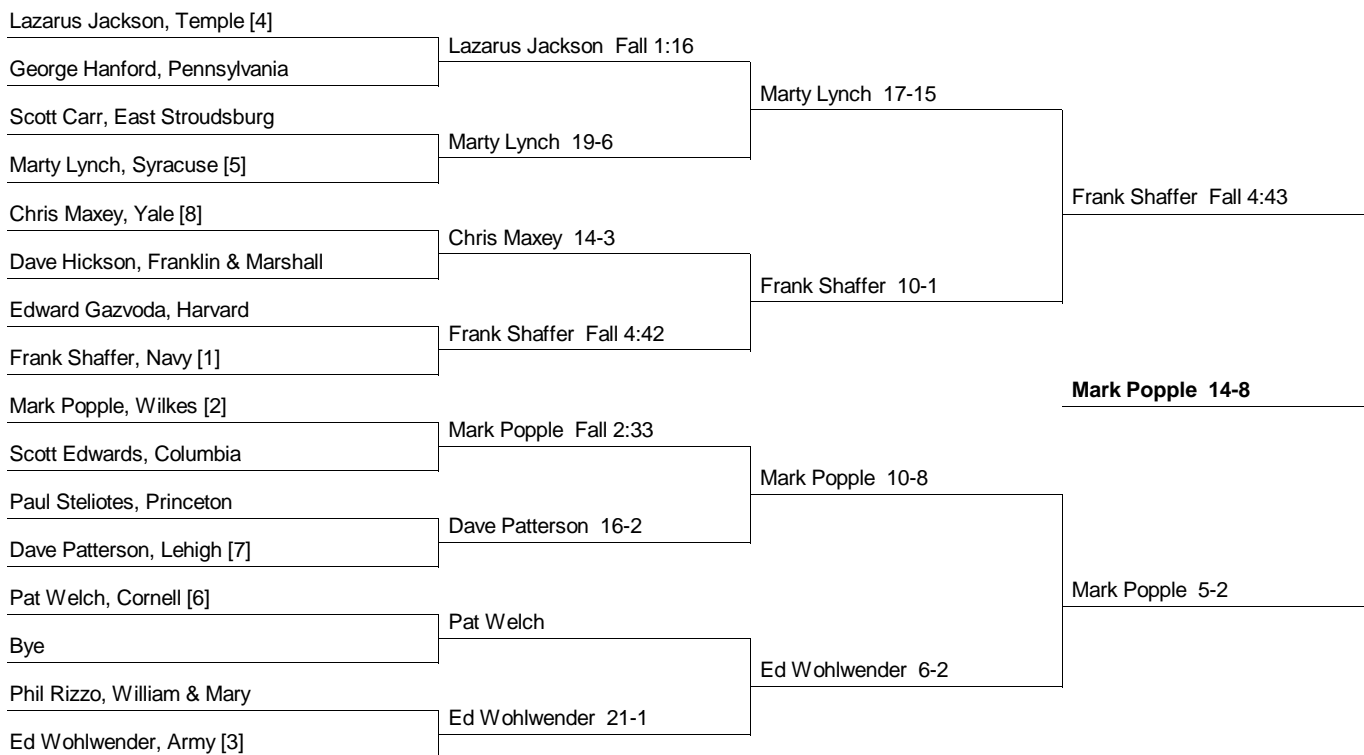 Lazarus Jackson, Temple [4]
George Hanford, Pennsylvania
Scott Carr, East Stroudsburg
Marty Lynch, Syracuse [5]
Chris Maxey, Yale [8]
Dave Hickson, Franklin & Marshall
Edward Gazvoda, Harvard
Frank Shaffer, Navy [1]
Mark Popple, Wilkes [2]
Scott Edwards, Columbia
Paul Steliotes, Princeton
Dave Patterson, Lehigh [7]
Pat Welch, Cornell [6]
Bye
Phil Rizzo, William & Mary
Ed Wohlwender, Army [3]
Lazarus Jackson Fall 1:16
Marty Lynch 19-6
Chris Maxey 14-3
Frank Shaffer Fall 4:42
Mark Popple Fall 2:33
Dave Patterson 16-2
Pat Welch
Ed Wohlwender 21-1
Marty Lynch 17-15
Frank Shaffer 10-1
Mark Popple 10-8
Ed Wohlwender 6-2
Frank Shaffer Fall 4:43
Mark Popple 14-8
Mark Popple 5-2